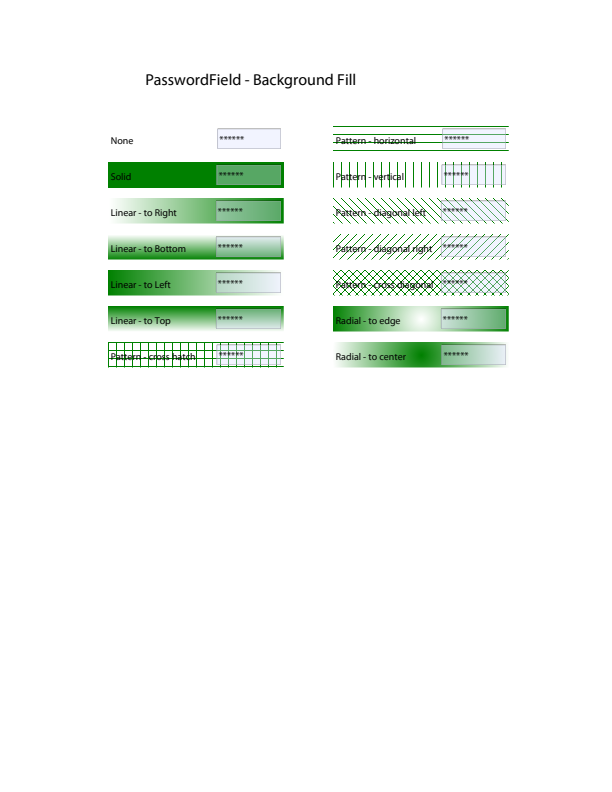 PasswordField - Background Fill
None ******
Solid ******
Linear - to Right ******
Linear - to Bottom ******
Linear - to Left ******
Linear - to Top ******
Pattern - cross hatch ******
Pattern - horizontal ******
Pattern - vertical ******
Pattern - diagonal left ******
Pattern - diagonal right ******
Pattern - cross diagonal ******
Radial - to edge ******
Radial - to center ******